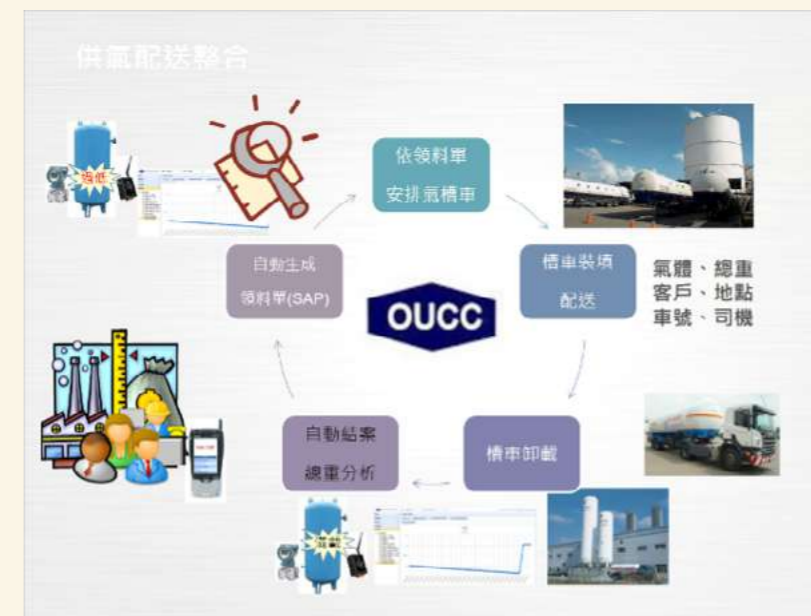 供氣配送整合
過低
依領料單
安排氣槽車
自動生成
領料單(SAP)
槽車裝填
配送
氣體、總重
客戶、地點
車號、司機
OUCC
自動結案
總重分析
槽車卸載